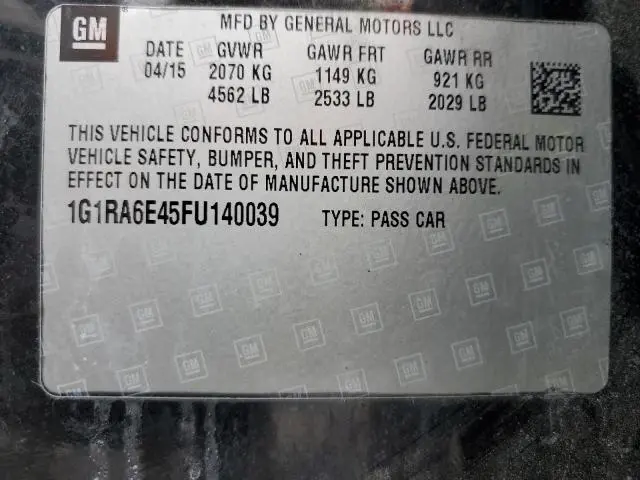 GM
MFD BY GENERAL MOTORS LLC
DATE GVWR GAWR FRT GAWR RR
04/15 2070 KG 1149 KG 921 KG
4562 LB 2533 LB 2029 LB
THIS VEHICLE CONFORMS TO ALL APPLICABLE U.S. FEDERAL MOTOR
VEHICLE SAFETY, BUMPER, AND THEFT PREVENTION STANDARDS IN
EFFECT ON THE DATE OF MANUFACTURE SHOWN ABOVE.
1G1RA6E45FU140039 TYPE: PASS CAR